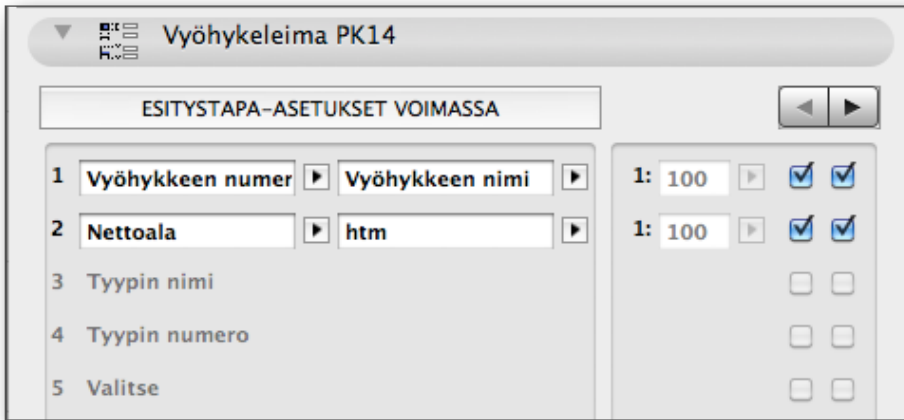 Vyöhykeleima PK14
ESITYSTAPA-ASETUKSET VOIMASSA
1 Vyöhykkeen numer Vyöhykkeen nimi 1: 100
2 Nettoala htm 1: 100
3 Tyypin nimi
4 Tyypin numero
5 Valitse